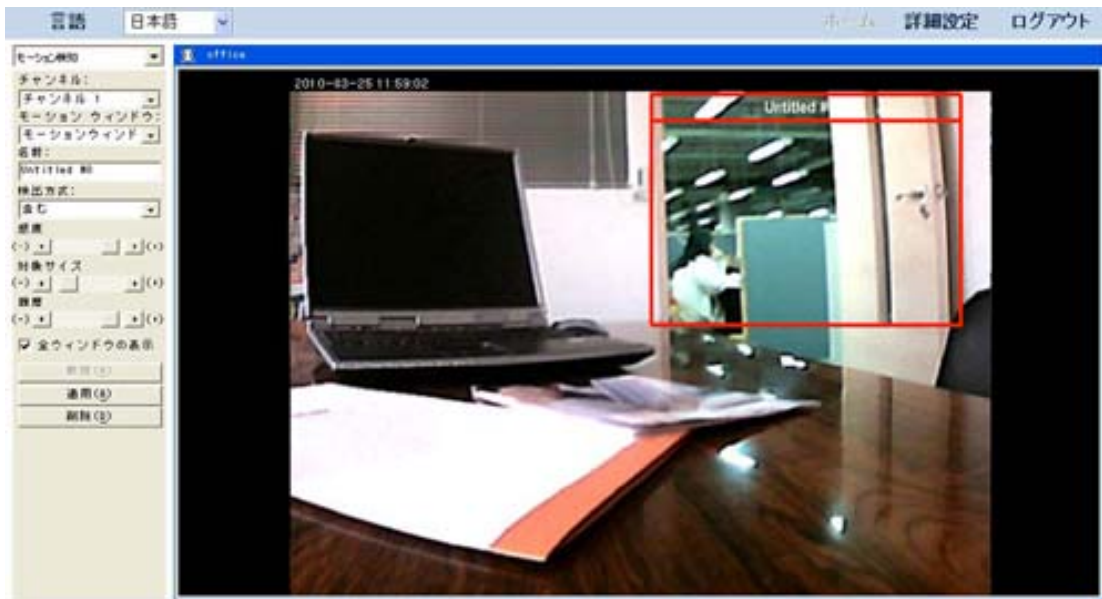 言語 日本語
ホーム 詳細設定 ログアウト
モーション検知
office
チャンネル:
チャンネル 1
モーション ウィンドウ:
モーションウィンド
名前:
Untitled #0
検出方式:
含む
感度
(-) (+)
対象サイズ
(-) (+)
履歴
(-) (+)
全ウィンドウの表示
新規(N)
適用(A)
削除(D)
2010-03-25 11:59:02
Untitled #